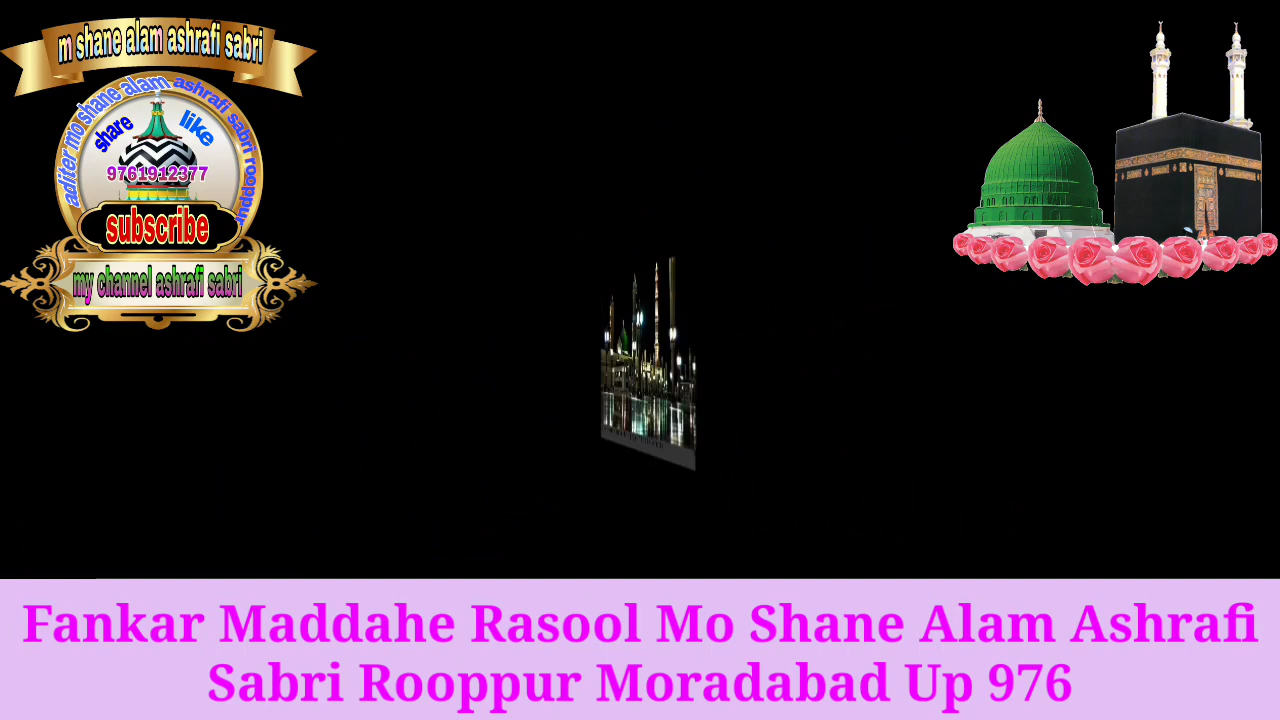 m shane alam ashrafi sabri
aditer mo shane alam ashrafi sabri rooppur
share
like
9761912377
subscribe
my channel ashrafi sabri
Fankar Maddahe Rasool Mo Shane Alam Ashrafi
Sabri Rooppur Moradabad Up 976